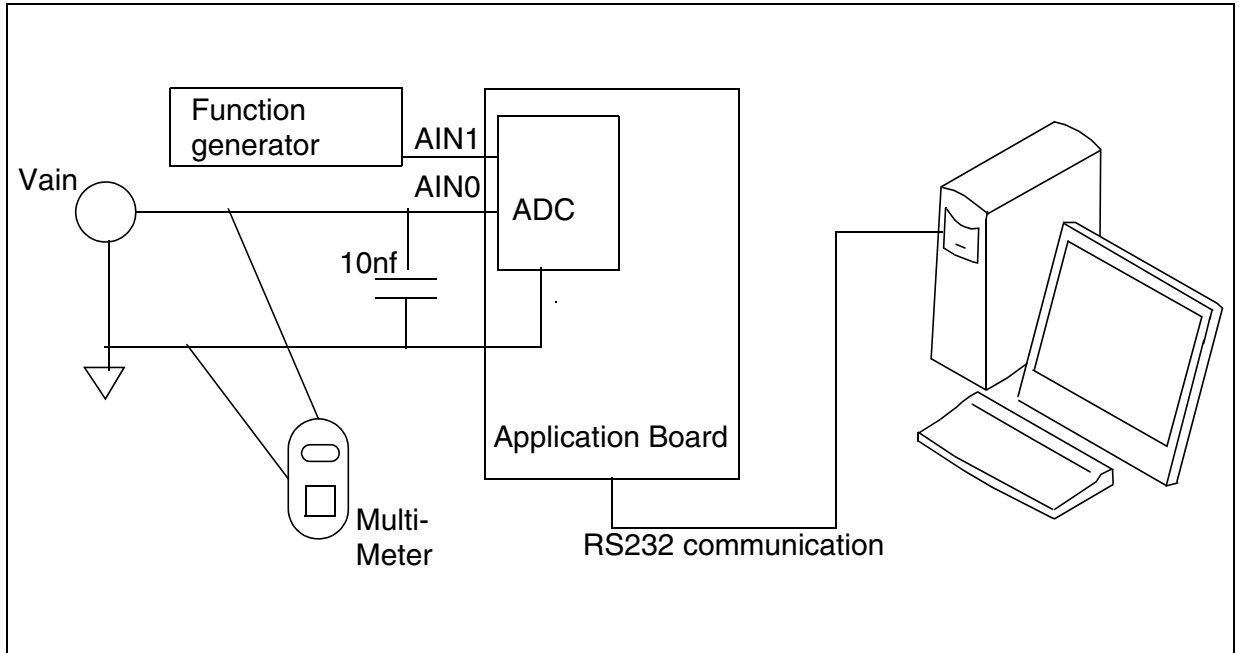 Function
generator
AIN1
Vain
AIN0
ADC
10nf
Application Board
Multi-
Meter
RS232 communication